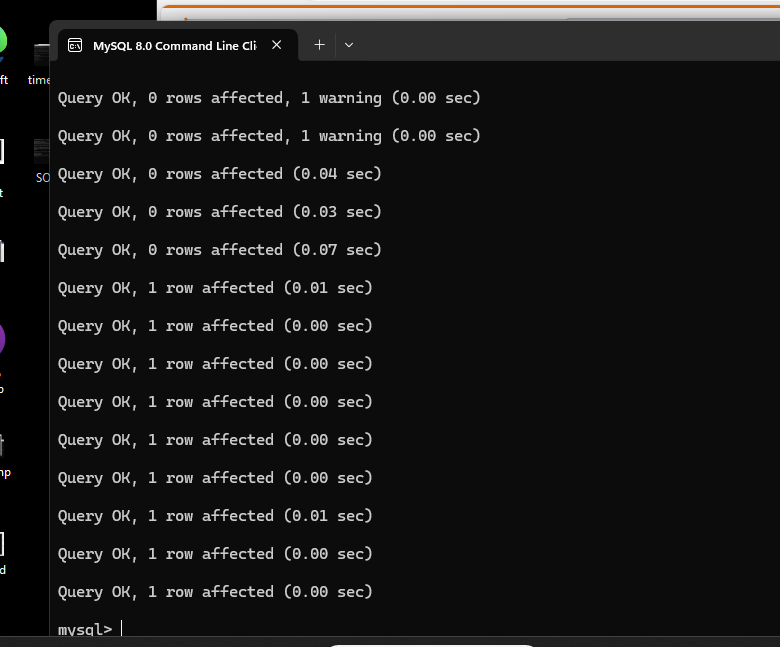 MySQL 8.0 Command Line Cli
ft
time
t
SO
Query OK, 0 rows affected, 1 warning (0.00 sec)
Query OK, 0 rows affected, 1 warning (0.00 sec)
Query OK, 0 rows affected (0.04 sec)
Query OK, 0 rows affected (0.03 sec)
Query OK, 0 rows affected (0.07 sec)
Query OK, 1 row affected (0.01 sec)
Query OK, 1 row affected (0.00 sec)
Query OK, 1 row affected (0.00 sec)
Query OK, 1 row affected (0.00 sec)
Query OK, 1 row affected (0.00 sec)
Query OK, 1 row affected (0.00 sec)
Query OK, 1 row affected (0.01 sec)
Query OK, 1 row affected (0.00 sec)
Query OK, 1 row affected (0.00 sec)
mysql>